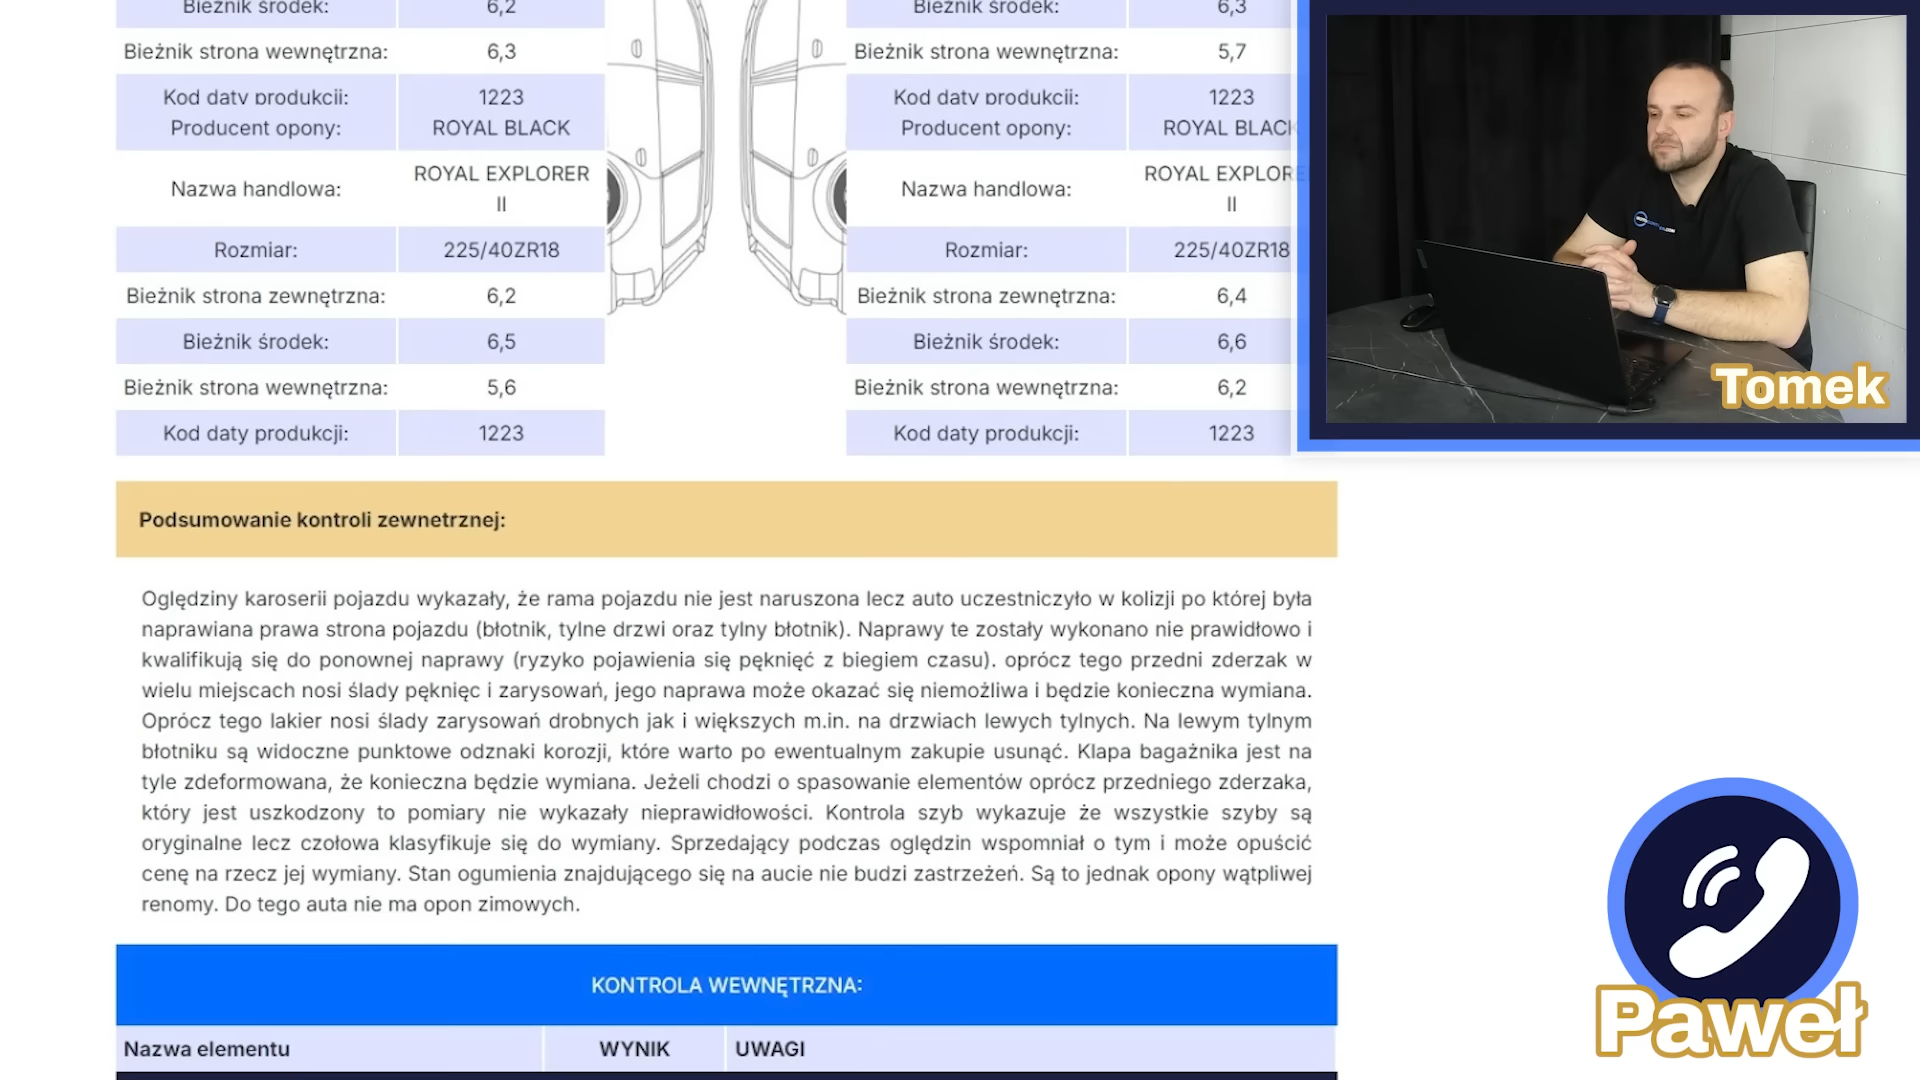 Bieżnik środek: 6,2 Bieżnik środek: 6,3
Bieżnik strona wewnętrzna: 6,3 Bieżnik strona wewnętrzna: 5,7
Kod daty produkcji: 1223 Kod daty produkcji: 1223
Producent opony: ROYAL BLACK Producent opony: ROYAL BLACK
Nazwa handlowa: ROYAL EXPLORER II Nazwa handlowa: ROYAL EXPLORE II
Rozmiar: 225/40ZR18 Rozmiar: 225/40ZR18
Bieżnik strona zewnętrzna: 6,2 Bieżnik strona zewnętrzna: 6,4
Bieżnik środek: 6,5 Bieżnik środek: 6,6
Bieżnik strona wewnętrzna: 5,6 Bieżnik strona wewnętrzna: 6,2
Kod daty produkcji: 1223 Kod daty produkcji: 1223
Tomek
Podsumowanie kontroli zewnetrznej:
Oględziny karoserii pojazdu wykazały, że rama pojazdu nie jest naruszona lecz auto uczestniczyło w kolizji po której była
naprawiana prawa strona pojazdu (błotnik, tylne drzwi oraz tylny błotnik). Naprawy te zostały wykonano nie prawidłowo i
kwalifikują się do ponownej naprawy (ryzyko pojawienia się pęknięć z biegiem czasu). oprócz tego przedni zderzak w
wielu miejscach nosi ślady pęknięc i zarysowań, jego naprawa może okazać się niemożliwa i będzie konieczna wymiana.
Oprócz tego lakier nosi ślady zarysowań drobnych jak i większych m.in. na drzwiach lewych tylnych. Na lewym tylnym
błotniku są widoczne punktowe odznaki korozji, które warto po ewentualnym zakupie usunąć. Klapa bagażnika jest na
tyle zdeformowana, że konieczna będzie wymiana. Jeżeli chodzi o spasowanie elementów oprócz przedniego zderzaka,
który jest uszkodzony to pomiary nie wykazały nieprawidłowości. Kontrola szyb wykazuje że wszystkie szyby są
oryginalne lecz czołowa klasyfikuje się do wymiany. Sprzedający podczas oględzin wspomniał o tym i może opuścić
cenę na rzecz jej wymiany. Stan ogumienia znajdującego się na aucie nie budzi zastrzeżeń. Są to jednak opony wątpliwej
renomy. Do tego auta nie ma opon zimowych.
KONTROLA WEWNĘTRZNA:
Nazwa elementu WYNIK UWAGI
Paweł